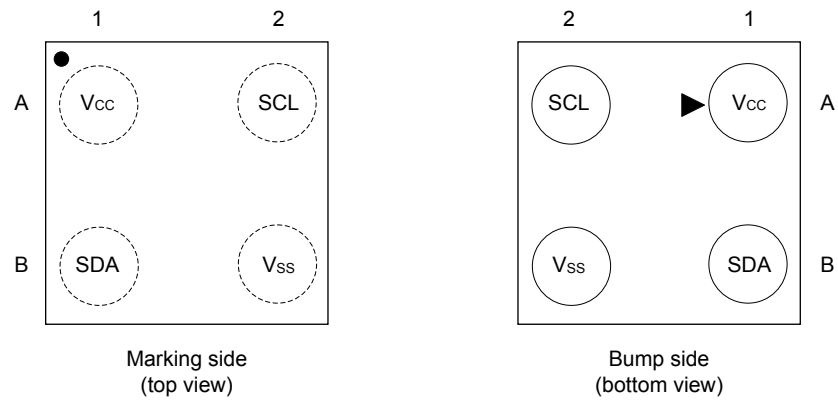 1 2 2 1
A VCC SCL SCL VCC A
B SDA VSS VSS SDA B
Marking side Bump side
(top view) (bottom view)